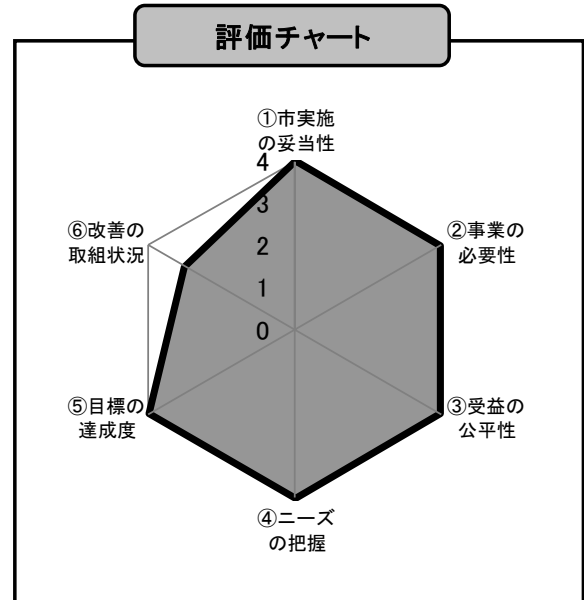 評価チャート
①市実施
の妥当性
4
3
2
1
0
②事業の
必要性
③受益の
公平性
④ニーズ
の把握
⑤目標の
達成度
⑥改善の
取組状況